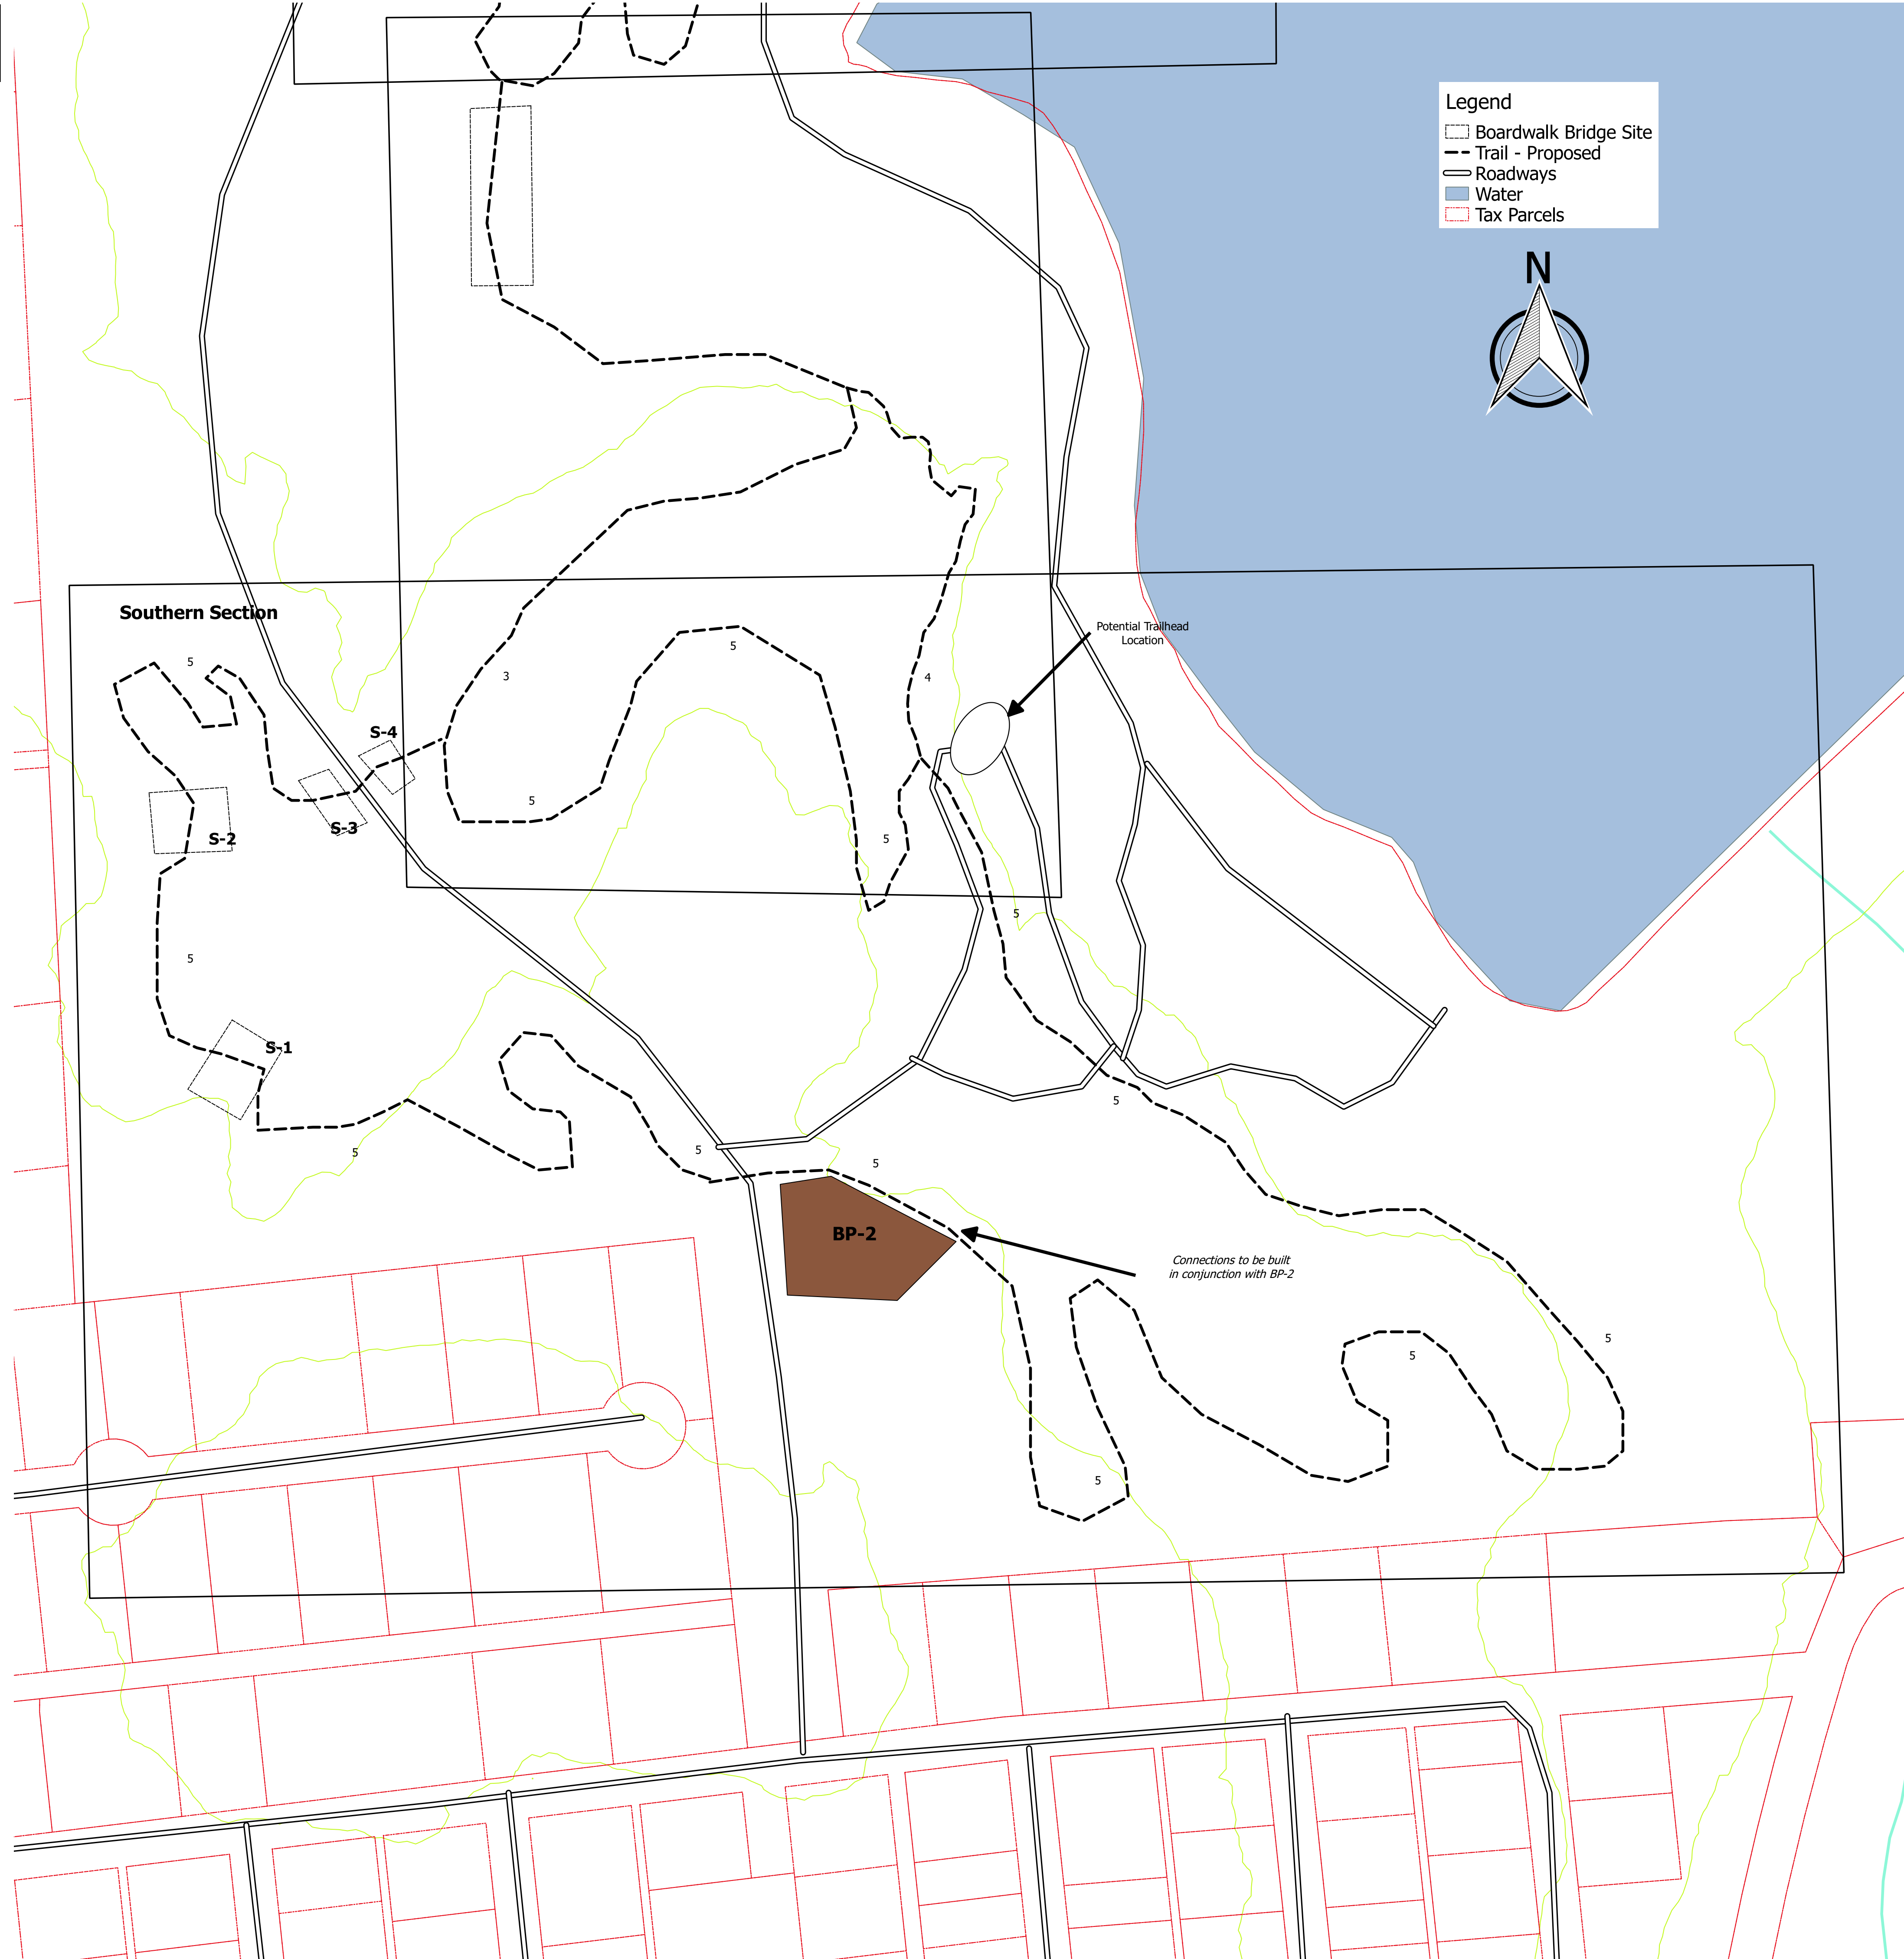 Legend
Boardwalk Bridge Site
Trail - Proposed
Roadways
Water
Tax Parcels
N
Southern Section
Potential Trailhead
Location
5
5
3
4
S-4
5
S-3
S-2
5
5
5
S-1
5
5
5
5
BP-2
Connections to be built
in conjunction with BP-2
5
5
5